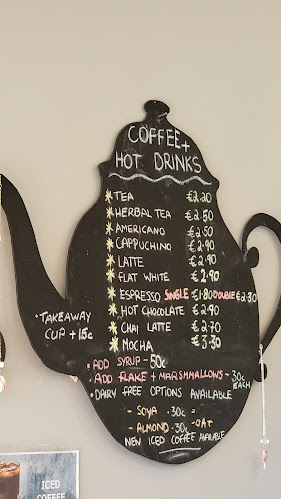 COFFEE +
HOT DRINKS
TEA €2.20
HERBAL TEA €2.50
AMERICANO €2.50
CAPPUCHINO €2.90
LATTE €2.90
FLAT WHITE €2.90
ESPRESSO SINGLE €1.80 DOUBLE €2.30
HOT CHOCOLATE €2.90
CHAI LATTE €2.70
MOCHA €3.30
• TAKEAWAY
CUP + 15c
• ADD SYRUP - 50c
• ADD FLAKE + MARSHMALLOWS - 30c
EACH
• DAIRY FREE OPTIONS AVAILABLE
- SOYA .30c -
- ALMOND .30c - OAT
NEW ICED COFFEE AVAILABLE
ICED
COFFEE